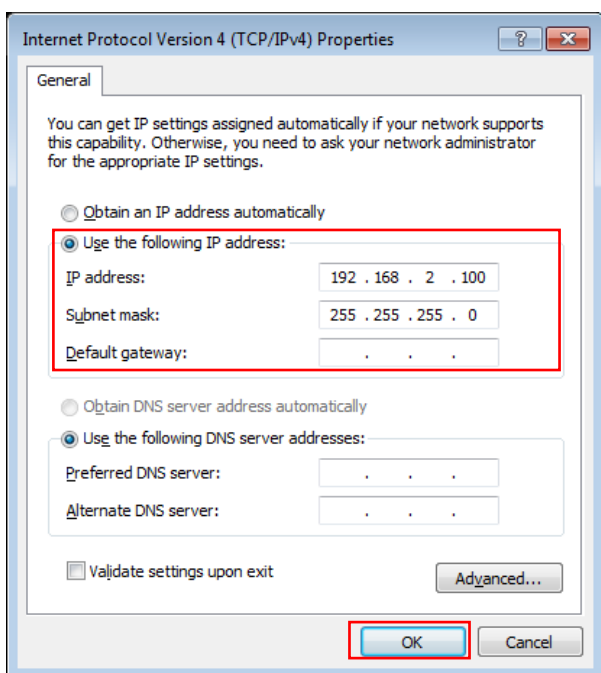 Internet Protocol Version 4 (TCP/IPv4) Properties
General
You can get IP settings assigned automatically if your network supports
this capability. Otherwise, you need to ask your network administrator
for the appropriate IP settings.
Obtain an IP address automatically
Use the following IP address:
IP address: 192 . 168 . 2 . 100
Subnet mask: 255 . 255 . 255 . 0
Default gateway: . . .
Obtain DNS server address automatically
Use the following DNS server addresses:
Preferred DNS server: . . .
Alternate DNS server: . . .
Validate settings upon exit
Advanced...
OK Cancel